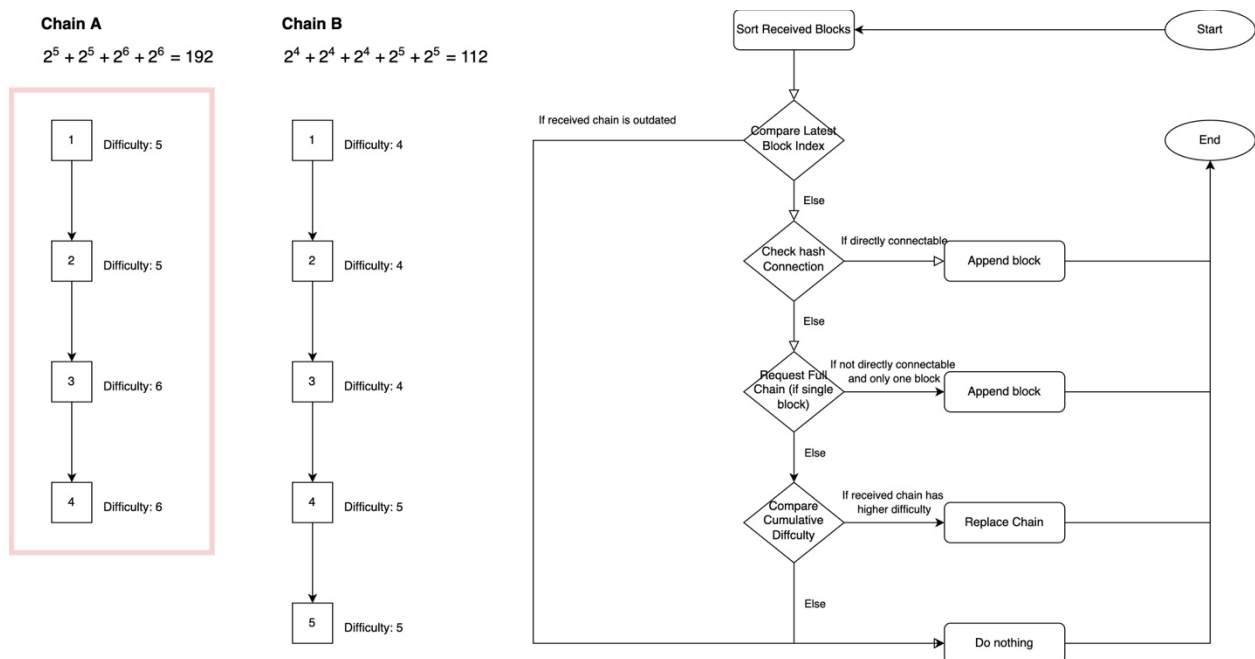 Chain A
2^5 + 2^5 + 2^6 + 2^6 = 192
1
Difficulty: 5
2
Difficulty: 5
3
Difficulty: 6
4
Difficulty: 6
Chain B
2^4 + 2^4 + 2^4 + 2^5 + 2^5 = 112
1
Difficulty: 4
2
Difficulty: 4
3
Difficulty: 4
4
Difficulty: 5
5
Difficulty: 5
Start
Sort Received Blocks
If received chain is outdated
Compare Latest
Block Index
End
Else
Check hash
Connection
If directly connectable
Append block
Else
Request Full
Chain (if single
block)
If not directly connectable
and only one block
Append block
Else
Compare
Cumulative
Diffculty
If received chain has
higher difficulty
Replace Chain
Else
Do nothing